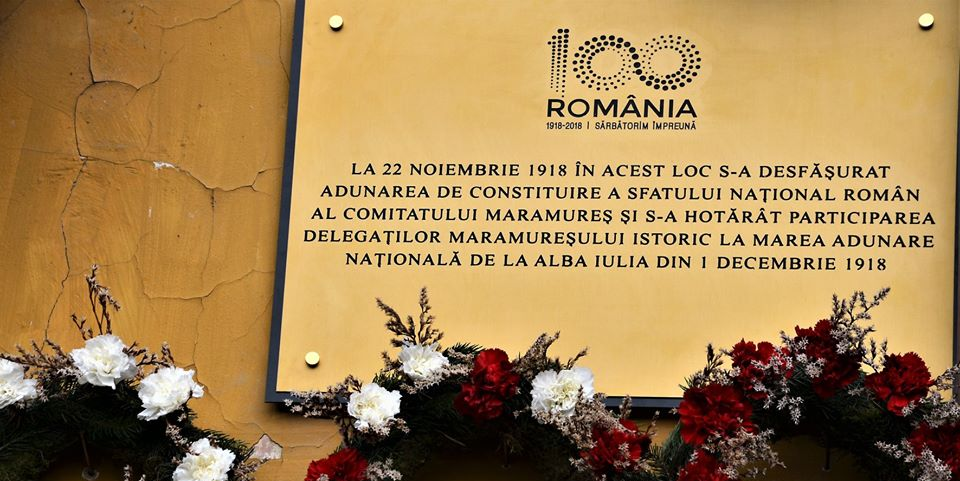 100
ROMÂNIA
1918-2018 | SĂRBĂTORIM ÎMPREUNĂ
LA 22 NOIEMBRIE 1918 ÎN ACEST LOC S-A DESFĂŞURAT
ADUNAREA DE CONSTITUIRE A SFATULUI NAŢIONAL ROMÂN
AL COMITATULUI MARAMUREŞ ŞI S-A HOTĂRÂT PARTICIPAREA
DELEGAŢILOR MARAMUREŞULUI ISTORIC LA MAREA ADUNARE
NAŢIONALĂ DE LA ALBA IULIA DIN 1 DECEMBRIE 1918